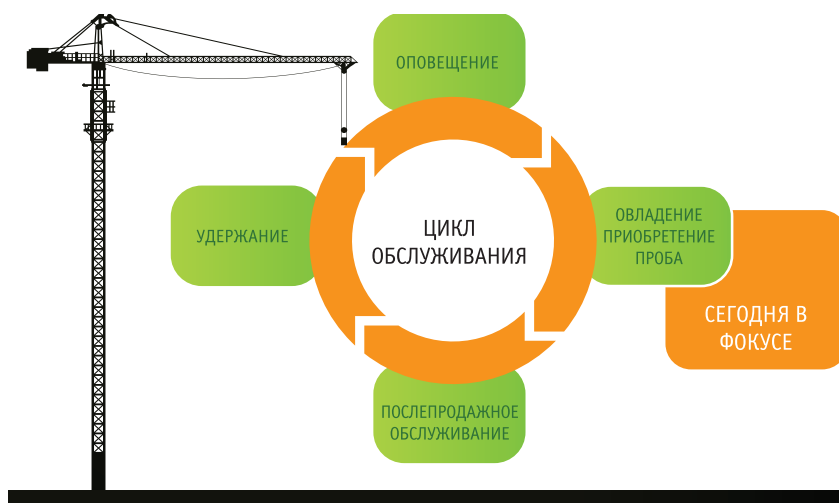 ОПОВЕЩЕНИЕ
УДЕРЖАНИЕ
ЦИКЛ
ОБСЛУЖИВАНИЯ
ОВЛАДЕНИЕ
ПРИОБРЕТЕНИЕ
ПРОБА
СЕГОДНЯ В
ФОКУСЕ
ПОСЛЕПРОДАЖНОЕ
ОБСЛУЖИВАНИЕ